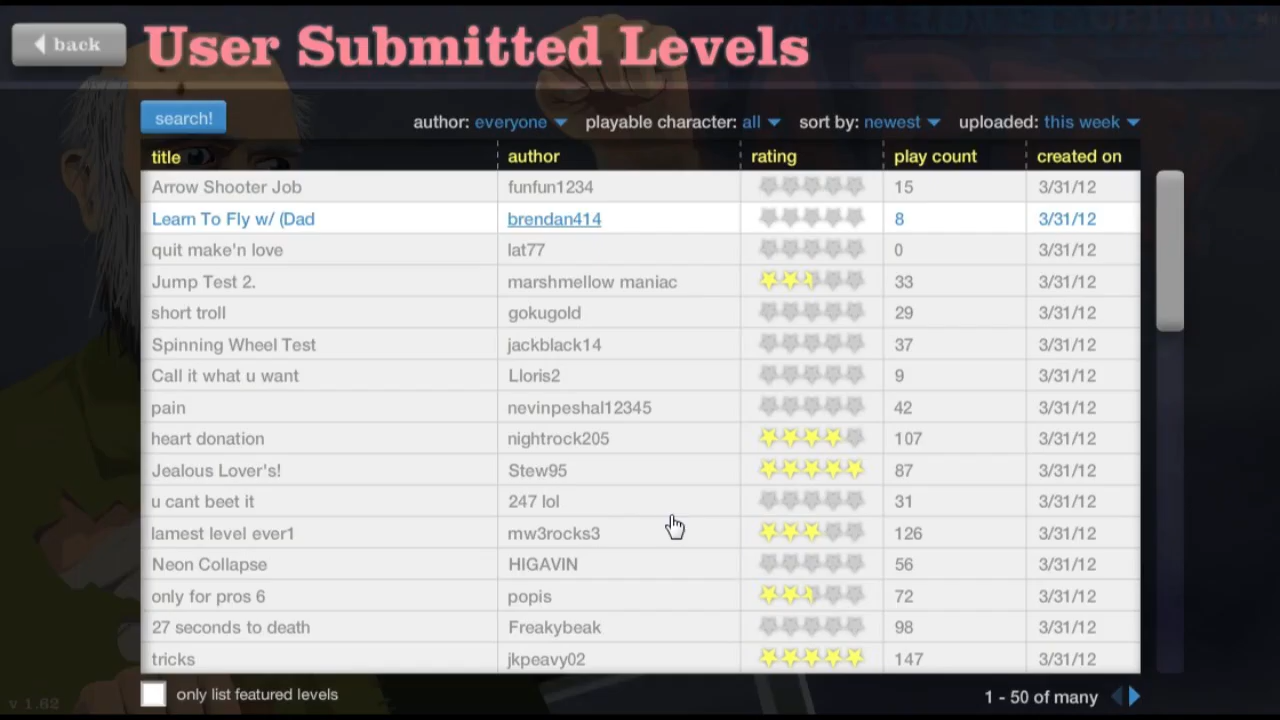 back User Submitted Levels
search! author: everyone playable character: all sort by: newest uploaded: this week
title author rating play count created on
Arrow Shooter Job funfun1234 15 3/31/12
Learn To Fly w/ (Dad brendan414 8 3/31/12
quit make'n love lat77 0 3/31/12
Jump Test 2. marshmellow maniac 33 3/31/12
short troll gokugold 29 3/31/12
Spinning Wheel Test jackblack14 37 3/31/12
Call it what u want Lloris2 9 3/31/12
pain nevinpeshal12345 42 3/31/12
heart donation nightrock205 107 3/31/12
Jealous Lover's! Stew95 87 3/31/12
u cant beet it 247 lol 31 3/31/12
lamest level ever1 mw3rocks3 126 3/31/12
Neon Collapse HIGAVIN 56 3/31/12
only for pros 6 popis 72 3/31/12
27 seconds to death Freakybeak 98 3/31/12
tricks jkpeavy02 147 3/31/12
only list featured levels 1 - 50 of many
v 1.62